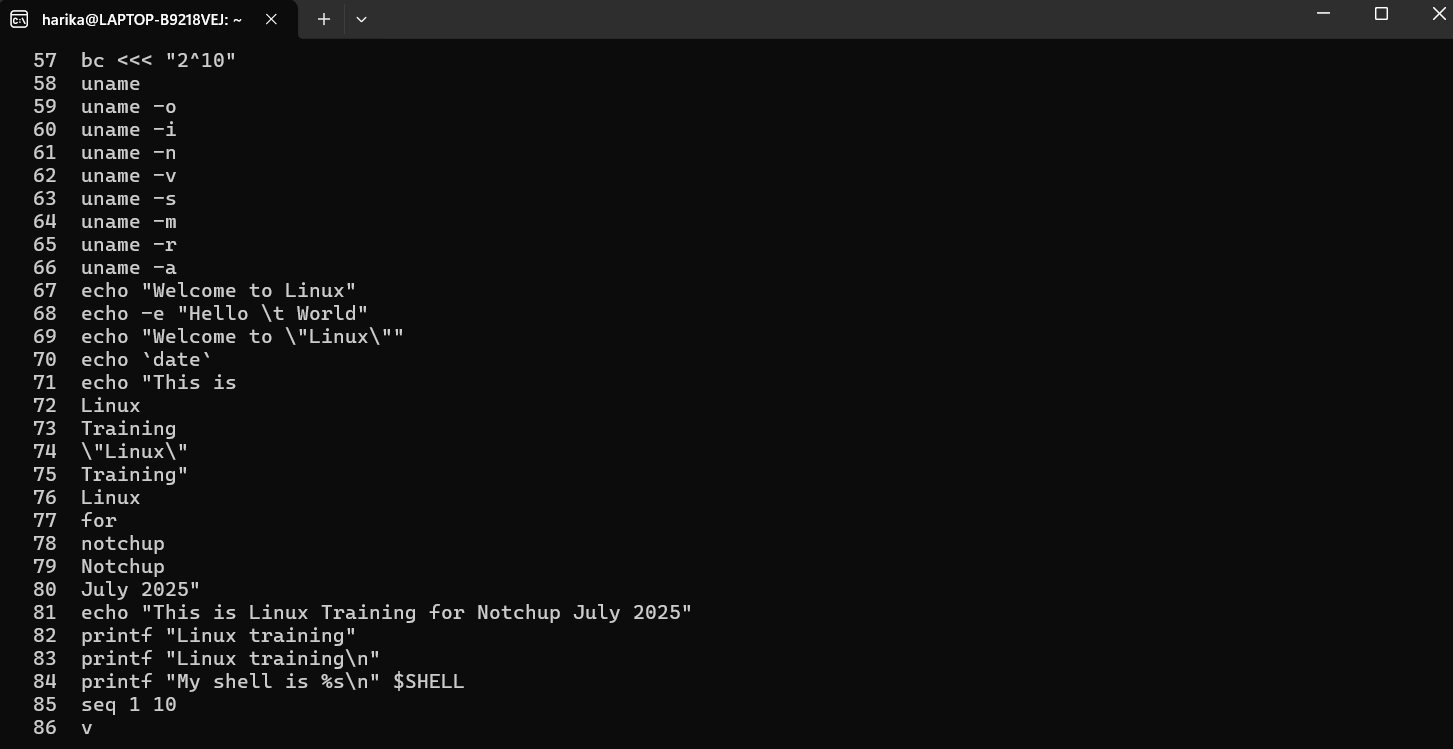 harika@LAPTOP-B9218VEJ: ~
57 bc <<< "2^10"
58 uname
59 uname -o
60 uname -i
61 uname -n
62 uname -v
63 uname -s
64 uname -m
65 uname -r
66 uname -a
67 echo "Welcome to Linux"
68 echo -e "Hello \t World"
69 echo "Welcome to \"Linux\""
70 echo `date`
71 echo "This is
72 Linux
73 Training
74 \"Linux\"
75 Training"
76 Linux
77 for
78 notchup
79 Notchup
80 July 2025"
81 echo "This is Linux Training for Notchup July 2025"
82 printf "Linux training"
83 printf "Linux training\n"
84 printf "My shell is %s\n" $SHELL
85 seq 1 10
86 v